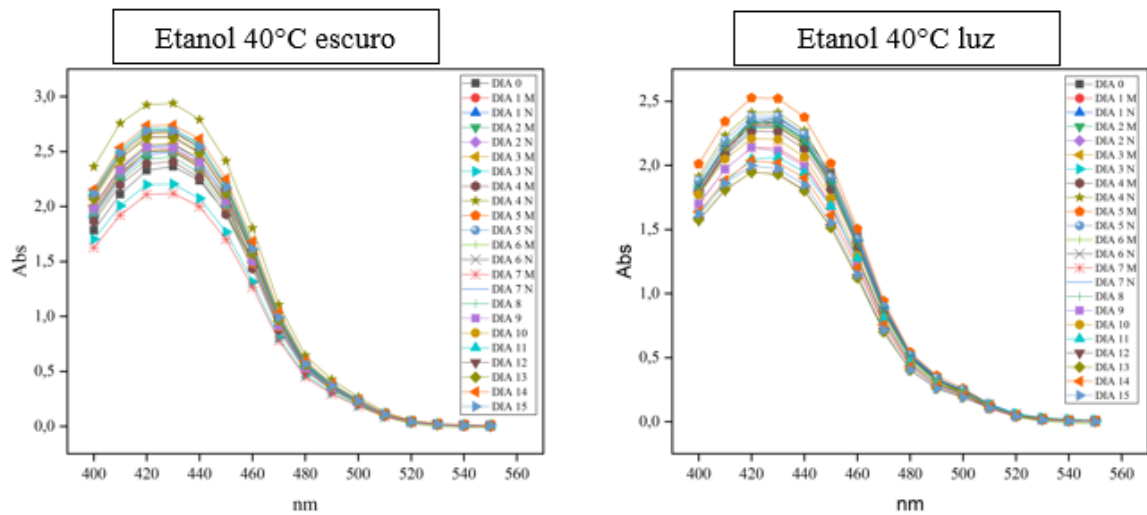 Etanol 40°C escuro
Abs
3,0
2,5
2,0
1,5
1,0
0,5
0,0
400 420 440 460 480 500 520 540 560
nm
DIA 0
DIA 1 M
DIA 1 N
DIA 2 M
DIA 2 N
DIA 3 M
DIA 3 N
DIA 4 M
DIA 4 N
DIA 5 M
DIA 5 N
DIA 6 M
DIA 6 N
DIA 7 M
DIA 7 N
DIA 8
DIA 9
DIA 10
DIA 11
DIA 12
DIA 13
DIA 14
DIA 15
Etanol 40°C luz
Abs
2,5
2,0
1,5
1,0
0,5
0,0
400 420 440 460 480 500 520 540 560
nm
DIA 0
DIA 1 M
DIA 1 N
DIA 2 M
DIA 2 N
DIA 3 M
DIA 3 N
DIA 4 M
DIA 4 N
DIA 5 M
DIA 5 N
DIA 6 M
DIA 6 N
DIA 7 M
DIA 7 N
DIA 8
DIA 9
DIA 10
DIA 11
DIA 12
DIA 13
DIA 14
DIA 15